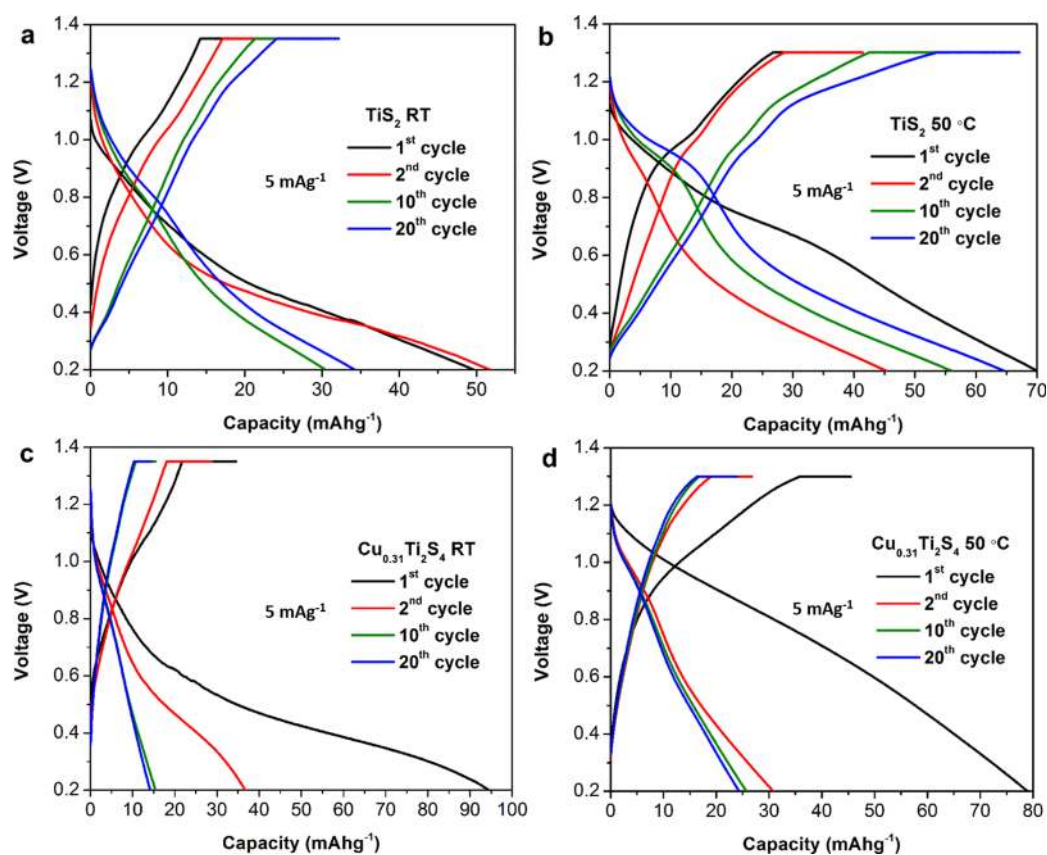 a
1.4
1.2
1.0
0.8
0.6
0.4
0.2
Voltage (V)
TiS₂ RT
1ˢᵗ cycle
2ⁿᵈ cycle
10ᵗʰ cycle
20ᵗʰ cycle
5 mAg⁻¹
0 10 20 30 40 50
Capacity (mAhg⁻¹)
b
1.4
1.2
1.0
0.8
0.6
0.4
0.2
Voltage (V)
TiS₂ 50 °C
1ˢᵗ cycle
2ⁿᵈ cycle
10ᵗʰ cycle
20ᵗʰ cycle
5 mAg⁻¹
0 10 20 30 40 50 60 70
Capacity (mAhg⁻¹)
c
1.4
1.2
1.0
0.8
0.6
0.4
0.2
Voltage (V)
Cu₀.₃₁Ti₂S₄ RT
1ˢᵗ cycle
2ⁿᵈ cycle
10ᵗʰ cycle
20ᵗʰ cycle
5 mAg⁻¹
0 10 20 30 40 50 60 70 80 90 100
Capacity (mAhg⁻¹)
d
1.4
1.2
1.0
0.8
0.6
0.4
0.2
Voltage (V)
Cu₀.₃₁Ti₂S₄ 50 °C
1ˢᵗ cycle
2ⁿᵈ cycle
10ᵗʰ cycle
20ᵗʰ cycle
5 mAg⁻¹
0 10 20 30 40 50 60 70 80
Capacity (mAhg⁻¹)